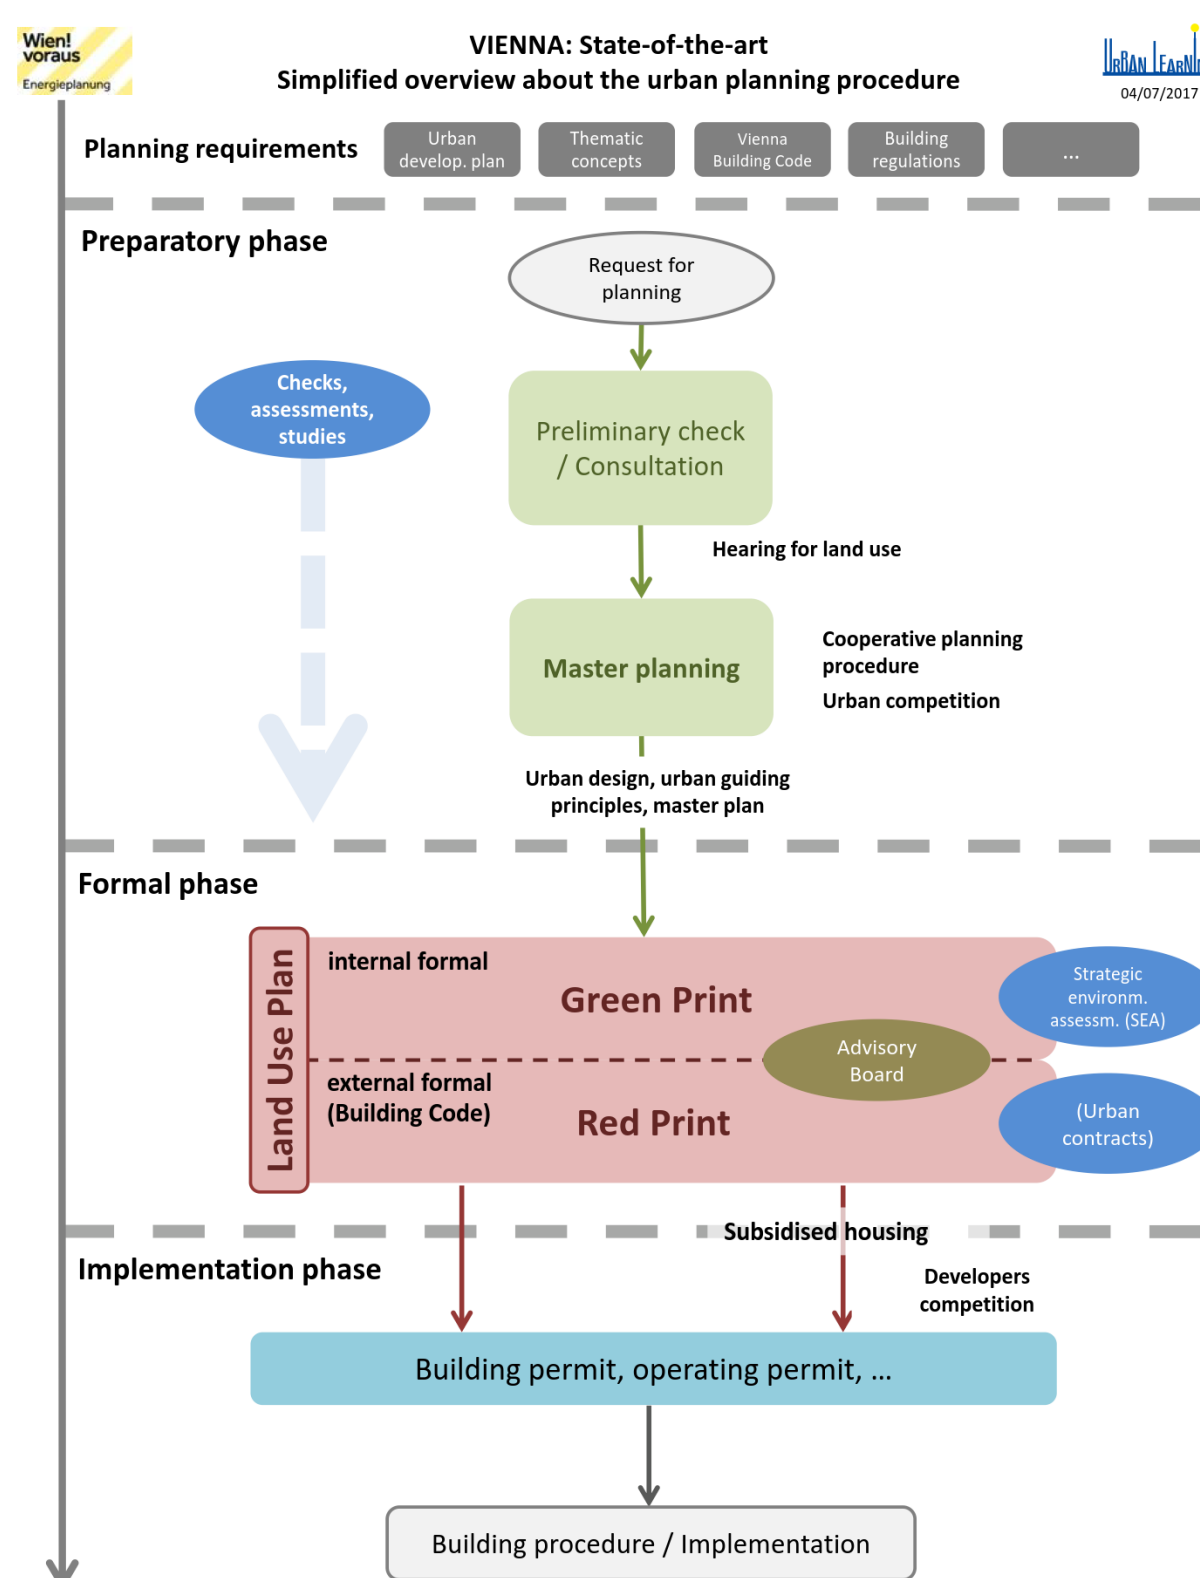 Wien!
voraus
Energieplanung
VIENNA: State-of-the-art
Simplified overview about the urban planning procedure
URBAN LEARNIN
04/07/2017
Planning requirements
Urban
develop. plan
Thematic
concepts
Vienna
Building Code
Building
regulations
...
Preparatory phase
Request for
planning
Checks,
assessments,
studies
Preliminary check
/ Consultation
Hearing for land use
Master planning
Cooperative planning
procedure
Urban competition
Urban design, urban guiding
principles, master plan
Formal phase
Land Use Plan
internal formal
Green Print
Strategic
environm.
assessm. (SEA)
Advisory
Board
external formal
(Building Code)
Red Print
(Urban
contracts)
Subsidised housing
Implementation phase
Developers
competition
Building permit, operating permit, ...
Building procedure / Implementation